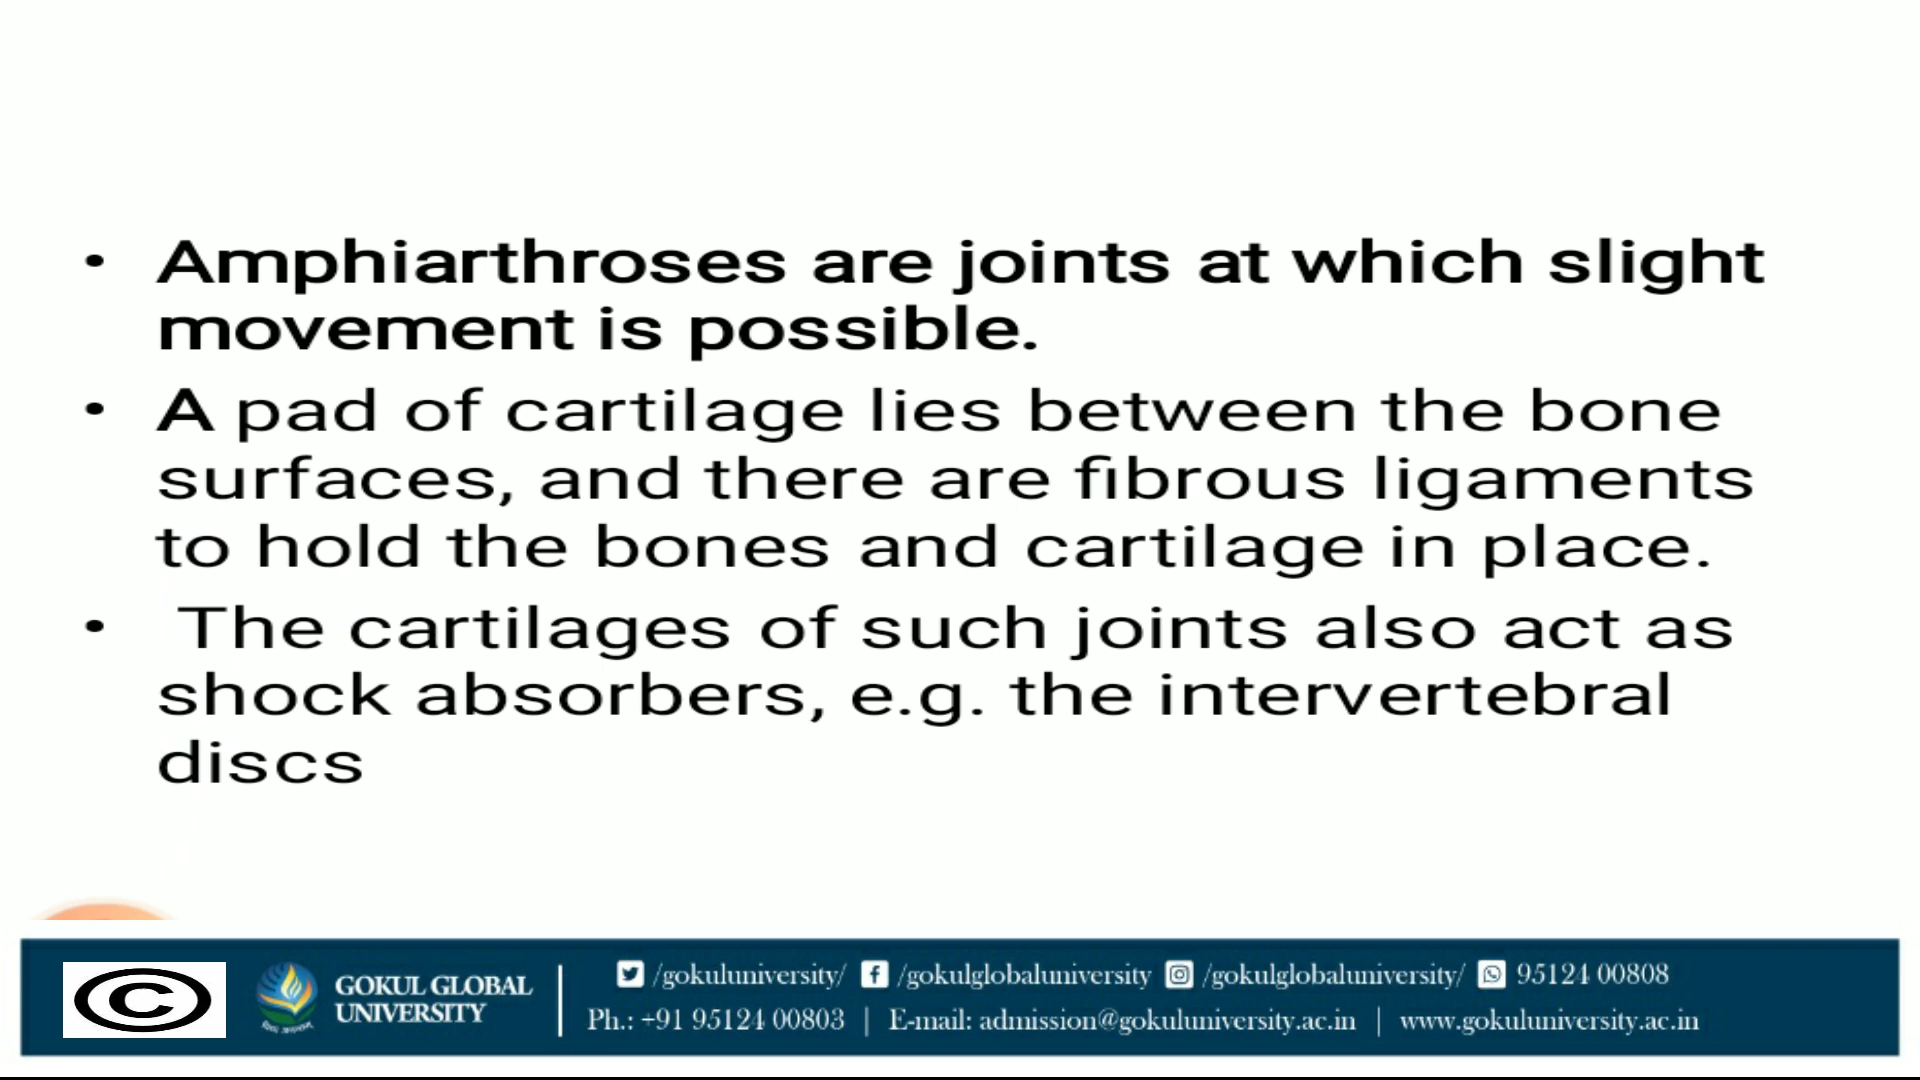 • Amphiarthroses are joints at which slight
movement is possible.
• A pad of cartilage lies between the bone
surfaces, and there are fibrous ligaments
to hold the bones and cartilage in place.
• The cartilages of such joints also act as
shock absorbers, e.g. the intervertebral
discs
©
GOKUL GLOBAL
UNIVERSITY
/gokuluniversity/ /gokulglobaluniversity /gokulglobaluniversity/ 95124 00808
Ph.: +91 95124 00803 | E-mail: admission@gokuluniversity.ac.in | www.gokuluniversity.ac.in